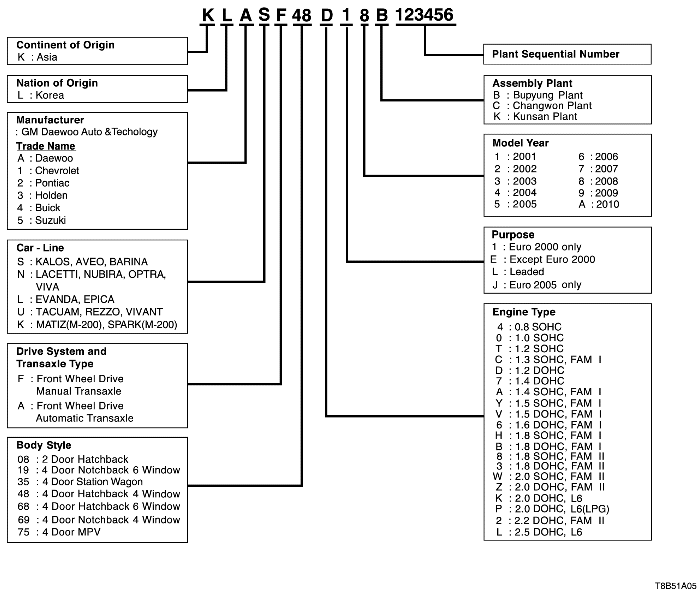 K L A S F 48 D 1 8 B 123456
Continent of Origin
K : Asia
Nation of Origin
L : Korea
Manufacturer
: GM Daewoo Auto &Techology
Trade Name
A : Daewoo
1 : Chevrolet
2 : Pontiac
3 : Holden
4 : Buick
5 : Suzuki
Car - Line
S : KALOS, AVEO, BARINA
N : LACETTI, NUBIRA, OPTRA,
VIVA
L : EVANDA, EPICA
U : TACUAM, REZZO, VIVANT
K : MATIZ(M-200), SPARK(M-200)
Drive System and
Transaxle Type
F : Front Wheel Drive
Manual Transaxle
A : Front Wheel Drive
Automatic Transaxle
Body Style
08 : 2 Door Hatchback
19 : 4 Door Notchback 6 Window
35 : 4 Door Station Wagon
48 : 4 Door Hatchback 4 Window
68 : 4 Door Hatchback 6 Window
69 : 4 Door Notchback 4 Window
75 : 4 Door MPV
Plant Sequential Number
Assembly Plant
B : Bupyung Plant
C : Changwon Plant
K : Kunsan Plant
Model Year
1 : 2001 6 : 2006
2 : 2002 7 : 2007
3 : 2003 8 : 2008
4 : 2004 9 : 2009
5 : 2005 A : 2010
Purpose
1 : Euro 2000 only
E : Except Euro 2000
L : Leaded
J : Euro 2005 only
Engine Type
4 : 0.8 SOHC
0 : 1.0 SOHC
T : 1.2 SOHC
C : 1.3 SOHC, FAM I
D : 1.2 DOHC
7 : 1.4 DOHC
A : 1.4 SOHC, FAM I
Y : 1.5 SOHC, FAM I
V : 1.5 DOHC, FAM I
6 : 1.6 DOHC, FAM I
H : 1.8 SOHC, FAM I
B : 1.8 DOHC, FAM I
8 : 1.8 SOHC, FAM II
3 : 1.8 DOHC, FAM II
W : 2.0 SOHC, FAM II
Z : 2.0 DOHC, FAM II
K : 2.0 DOHC, L6
P : 2.0 DOHC, L6(LPG)
2 : 2.2 DOHC, FAM II
L : 2.5 DOHC, L6
T8B51A05